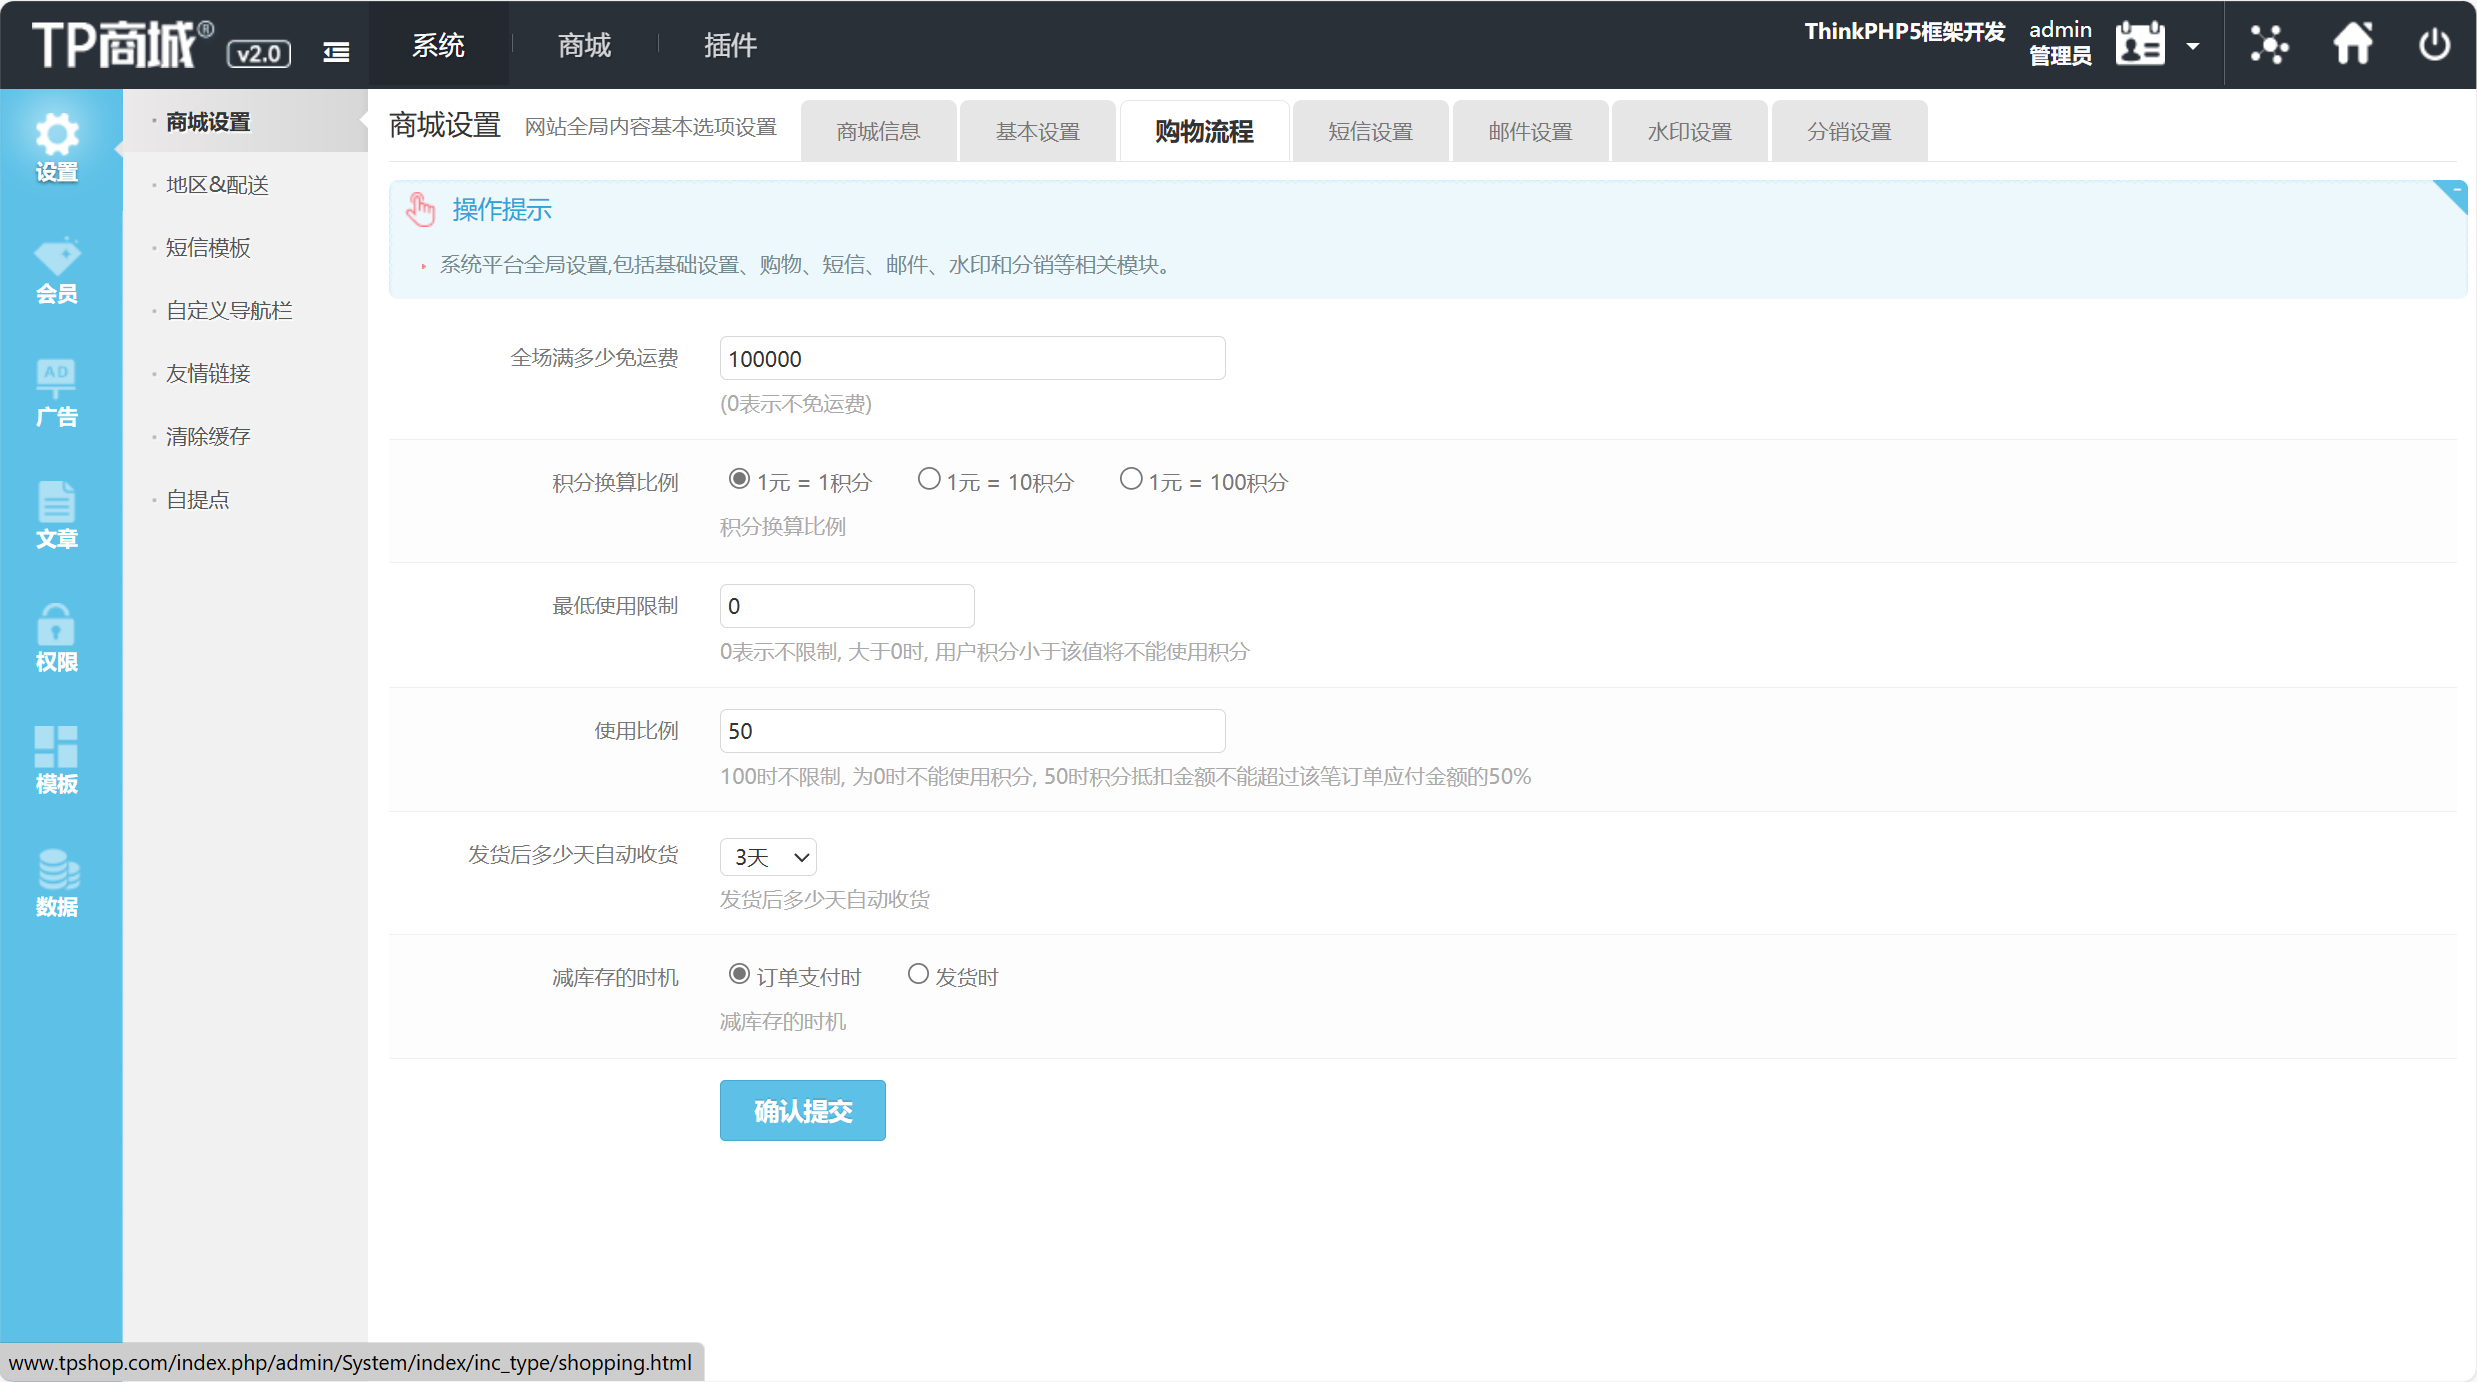 TP商城® v2.0
系统
商城
插件
ThinkPHP5框架开发
admin
管理员
设置
会员
AD
广告
文章
权限
模板
数据
商城设置
地区&配送
短信模板
自定义导航栏
友情链接
清除缓存
自提点
商城设置 网站全局内容基本选项设置
商城信息
基本设置
购物流程
短信设置
邮件设置
水印设置
分销设置
操作提示
系统平台全局设置,包括基础设置、购物、短信、邮件、水印和分销等相关模块。
全场满多少免运费 100000
(0表示不免运费)
积分换算比例 1元 = 1积分 1元 = 10积分 1元 = 100积分
积分换算比例
最低使用限制 0
0表示不限制, 大于0时, 用户积分小于该值将不能使用积分
使用比例 50
100时不限制, 为0时不能使用积分, 50时积分抵扣金额不能超过该笔订单应付金额的50%
发货后多少天自动收货 3天
发货后多少天自动收货
减库存的时机 订单支付时 发货时
减库存的时机
确认提交
www.tpshop.com/index.php/admin/System/index/inc_type/shopping.html